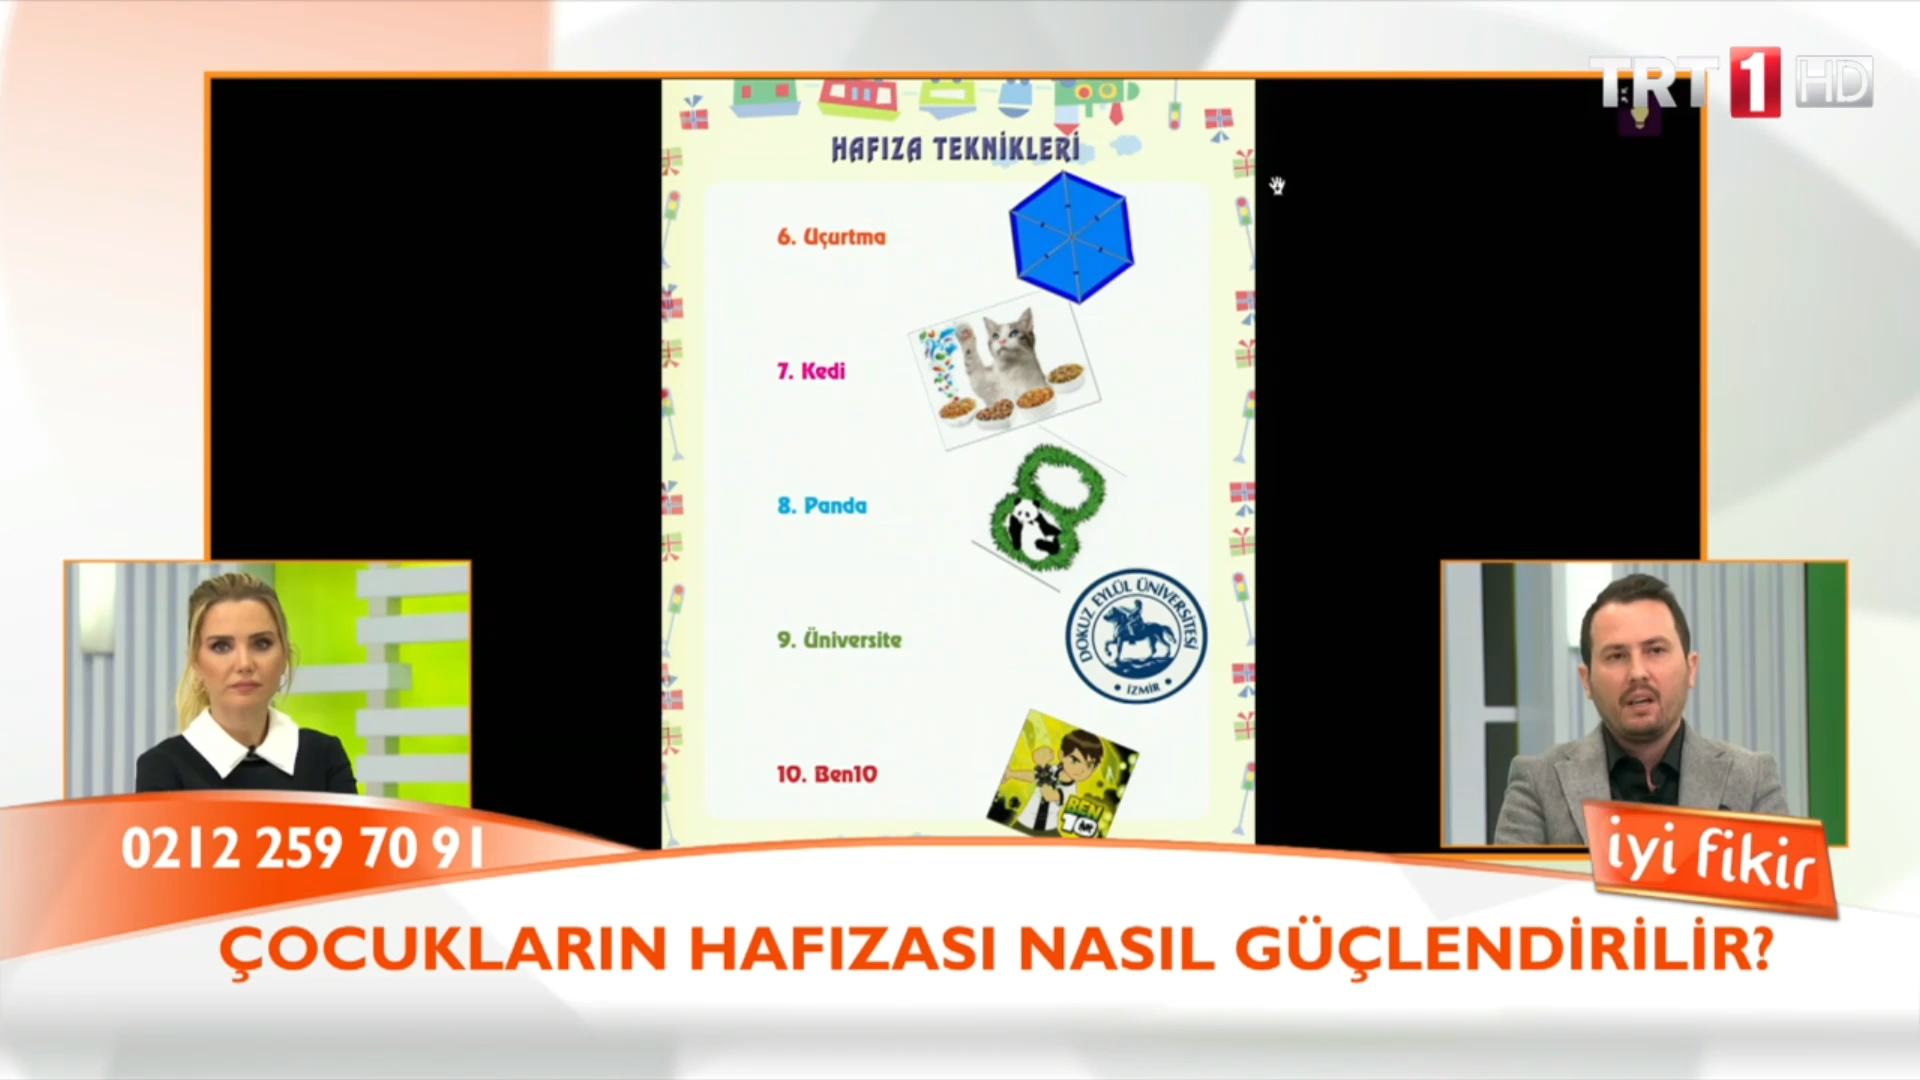 TRT 1 HD
HAFIZA TEKNİKLERİ
6. Uçurtma
7. Kedi
8. Panda
9. Üniversite
DOKUZ EYLÜL ÜNİVERSİTESİ
• İZMİR •
10. Ben10
BEN
10
0212 259 70 91
iyi fikir
ÇOCUKLARIN HAFIZASI NASIL GÜÇLENDİRİLİR?